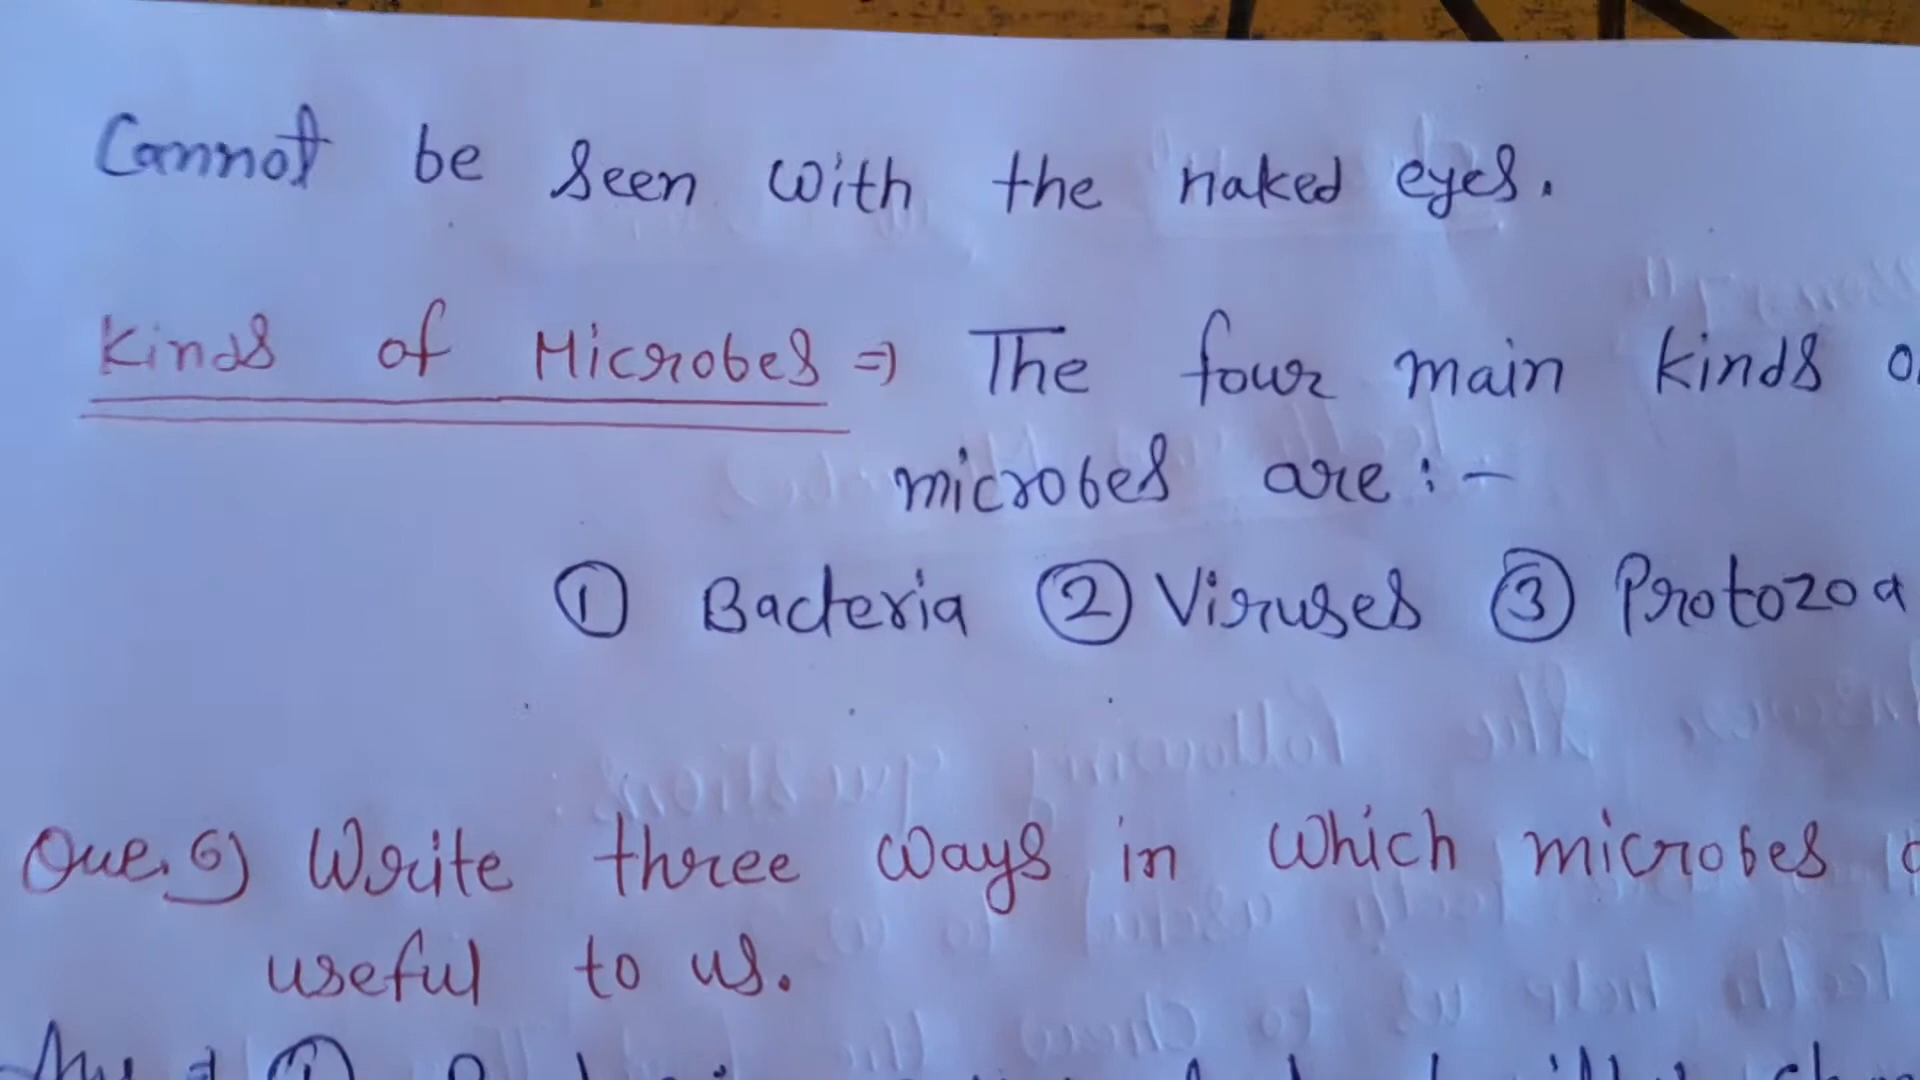 Cannot be seen with the naked eyes.
Kinds of Microbes => The four main kinds
microbes are :-
① Bacteria ② Viruses ③ Protozoa
Que. 6) Write three ways in which microbes
useful to us.